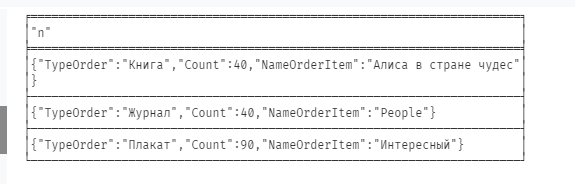 "n"
{"TypeOrder":"Книга","Count":40,"NameOrderItem":"Алиса в стране чудес"
}
{"TypeOrder":"Журнал","Count":40,"NameOrderItem":"People"}
{"TypeOrder":"Плакат","Count":90,"NameOrderItem":"Интересный"}